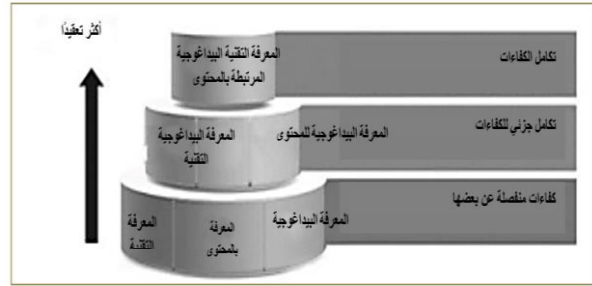 أكثر تعقيدًا
المعرفة التقنية البيداغوجية
المرتبطة بالمحتوى
تكامل الكفاءات
المعرفة البيداغوجية للمحتوى
المعرفة البيداغوجية
التقنية
تكامل جزئي للكفاءات
المعرفة البيداغوجية
المعرفة
بالمحتوى
المعرفة
التقنية
كفاءات منفصلة عن بعضها